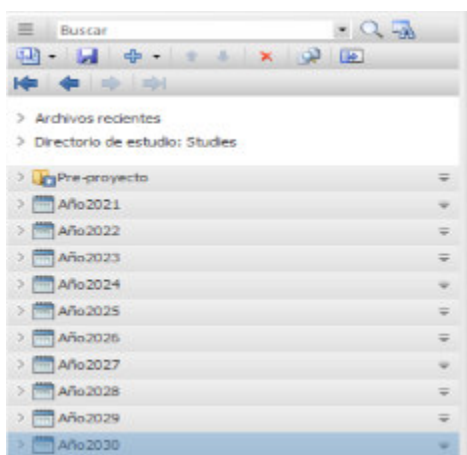 Buscar
Archivos recientes
Directorio de estudio: Studies
Pre-proyecto
Año2021
Año2022
Año2023
Año2024
Año2025
Año2026
Año2027
Año2028
Año2029
Año2030